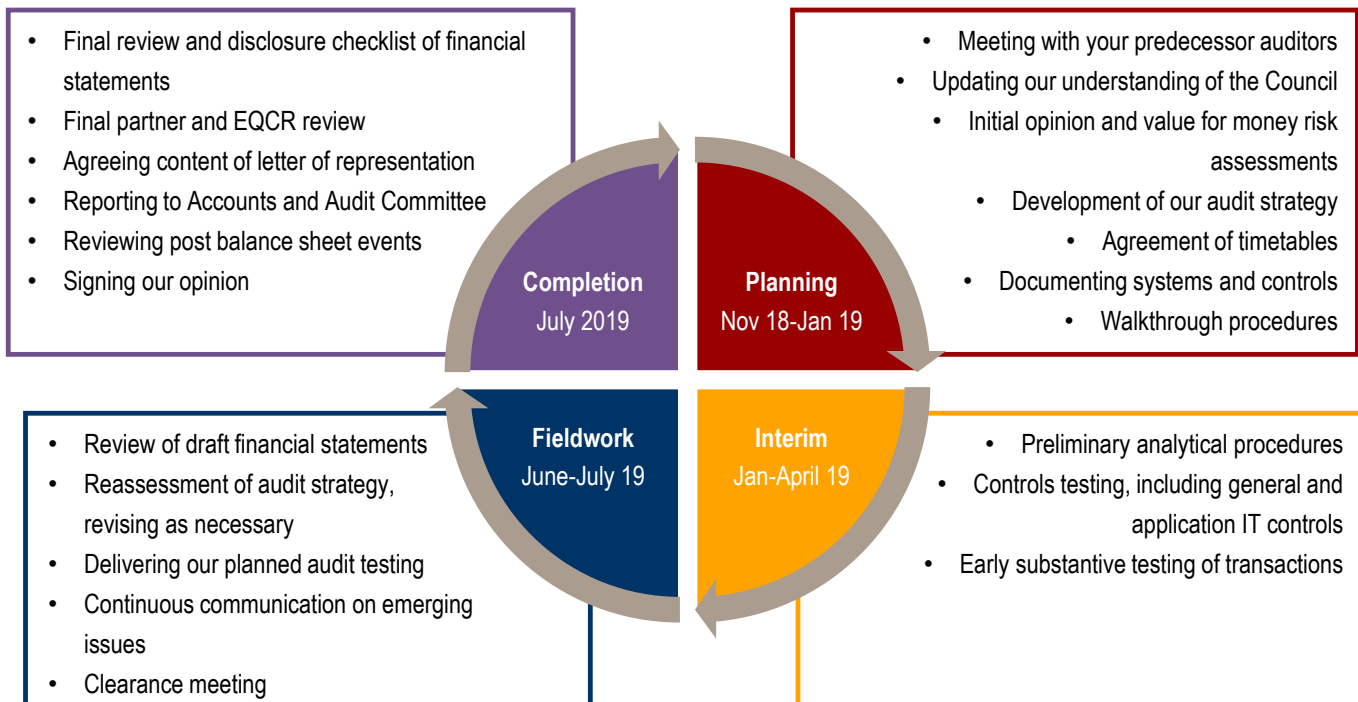 • Final review and disclosure checklist of financial
statements
• Final partner and EQCR review
• Agreeing content of letter of representation
• Reporting to Accounts and Audit Committee
• Reviewing post balance sheet events
• Signing our opinion
• Meeting with your predecessor auditors
• Updating our understanding of the Council
• Initial opinion and value for money risk
assessments
• Development of our audit strategy
• Agreement of timetables
• Documenting systems and controls
• Walkthrough procedures
Completion
July 2019
Planning
Nov 18-Jan 19
Fieldwork
June-July 19
Interim
Jan-April 19
• Review of draft financial statements
• Reassessment of audit strategy,
revising as necessary
• Delivering our planned audit testing
• Continuous communication on emerging
issues
• Clearance meeting
• Preliminary analytical procedures
• Controls testing, including general and
application IT controls
• Early substantive testing of transactions